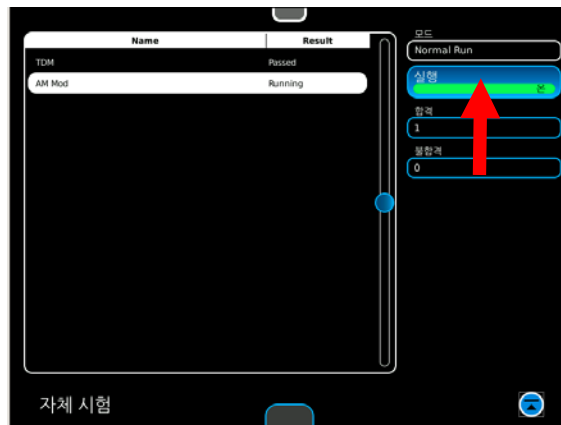 Name Result
TDM Passed
AM Mod Running
모드
Normal Run
실행
본
합격
1
불합격
0
자체 시험